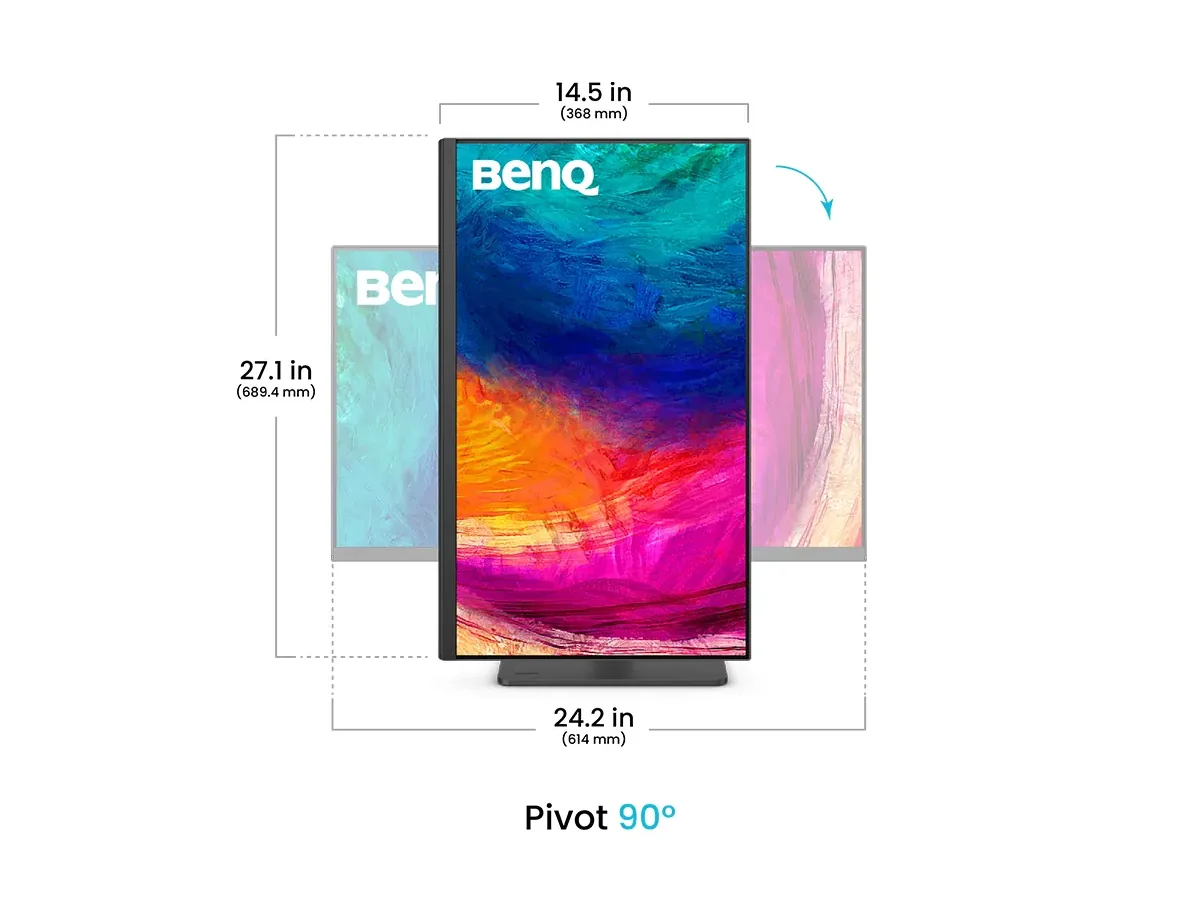 14.5 in
(368 mm)
BenQ
Ben
27.1 in
(689.4 mm)
24.2 in
(614 mm)
Pivot 90°